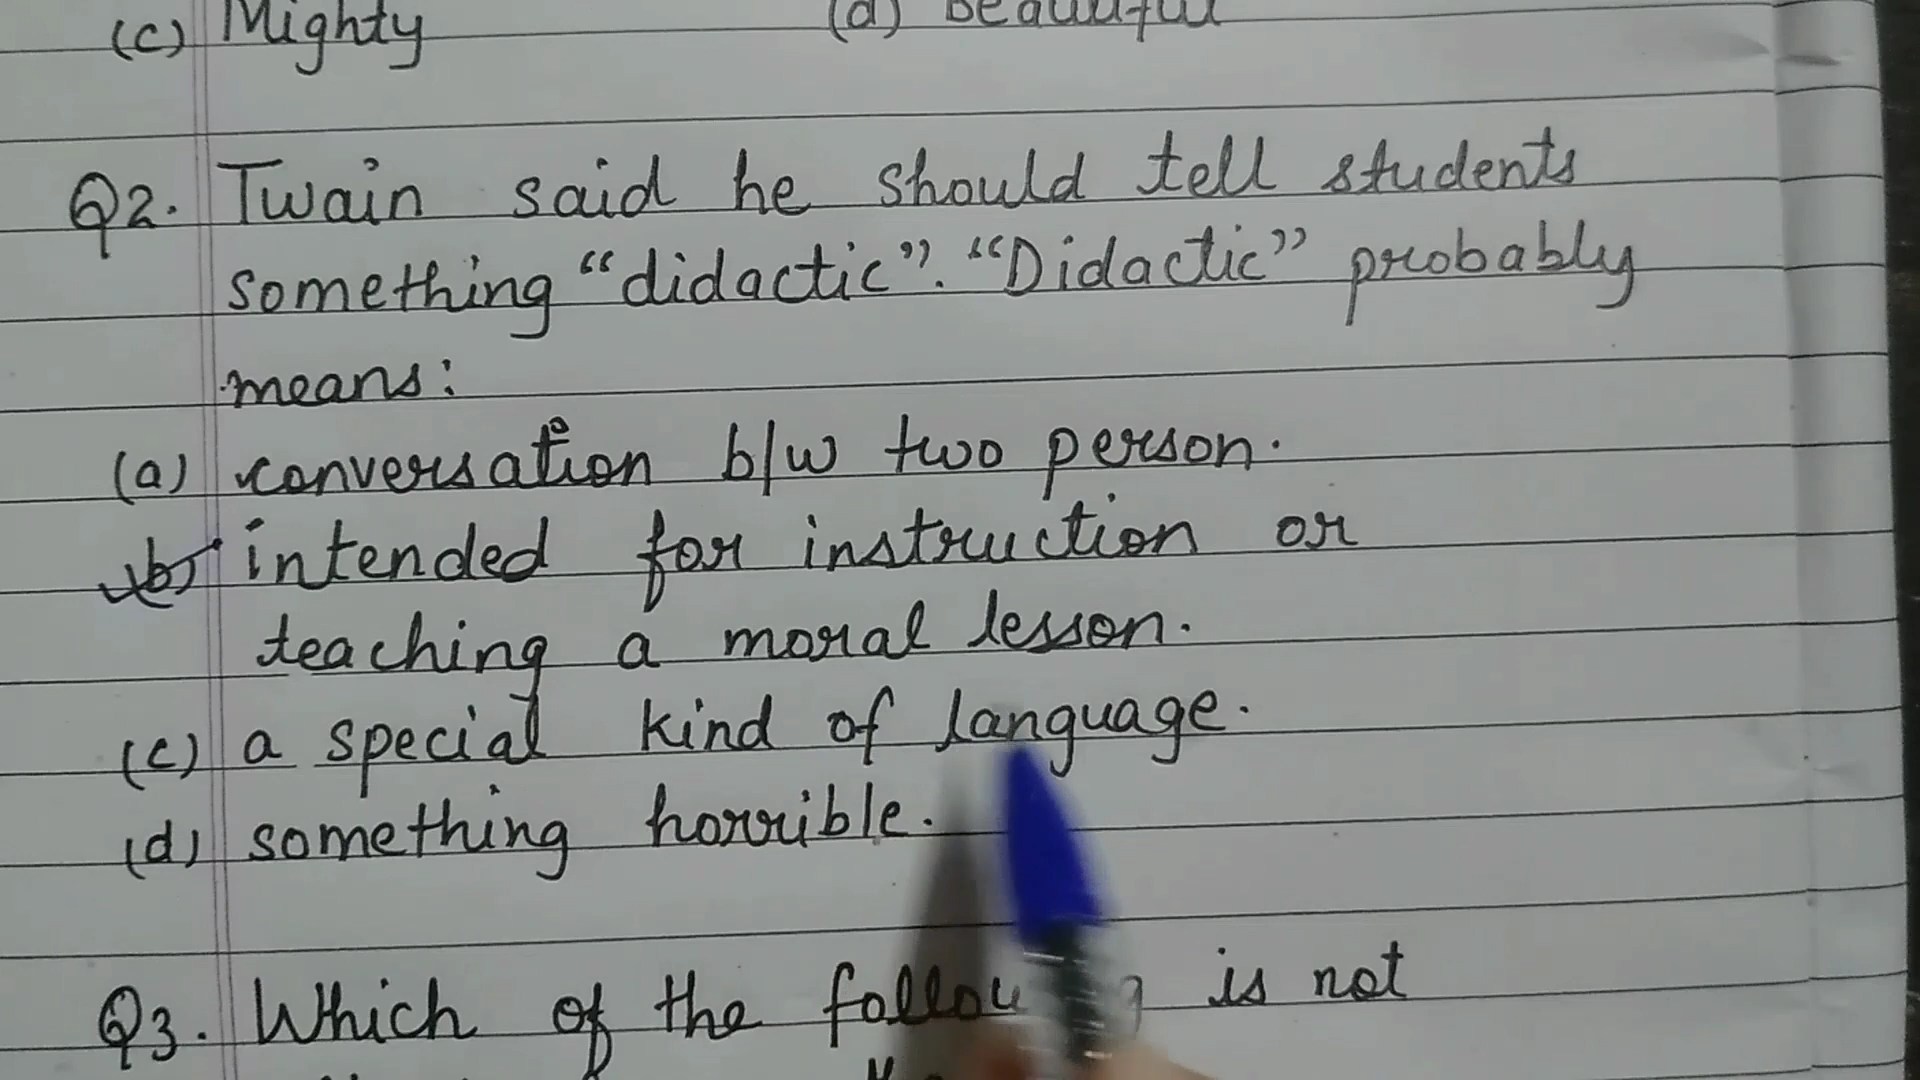 (c) Mighty (d) Beautiful
Q2. Twain said he should tell students
something "didactic". "Didactic" probably
means:
(a) conversation b/w two person.
(b) intended for instruction or
teaching a moral lesson.
(c) a special kind of language.
(d) something horrible.
Q3. Which of the is not